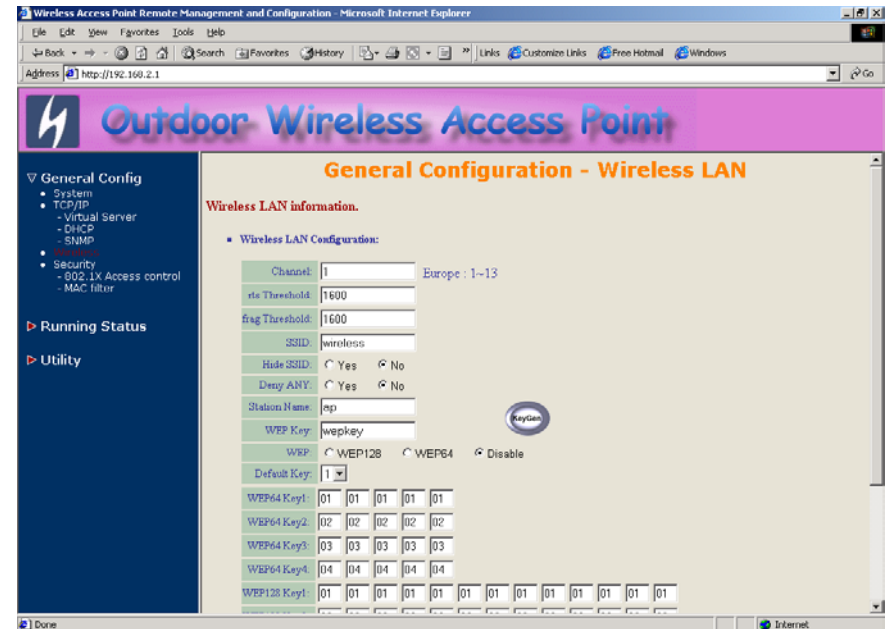 Wireless Access Point Remote Management and Configuration - Microsoft Internet Explorer
File Edit View Favorites Tools Help
Back Search Favorites History Links Customize Links Free Hotmail Windows
Address http://192.168.2.1 Go
Outdoor Wireless Access Point
General Config
System
TCP/IP
- Virtual Server
- DHCP
- SNMP
Wireless
Security
- 802.1X Access control
- MAC filter
Running Status
Utility
General Configuration - Wireless LAN
Wireless LAN information.
Wireless LAN Configuration:
Channel: 1 Europe : 1~13
rts Threshold: 1600
frag Threshold: 1600
SSID: wireless
Hide SSID: Yes No
Deny ANY: Yes No
Station Name: ap
KeyGen
WEP Key: wepkey
WEP: WEP128 WEP64 Disable
Default Key: 1
WEP64 Key1: 01 01 01 01 01
WEP64 Key2: 02 02 02 02 02
WEP64 Key3: 03 03 03 03 03
WEP64 Key4: 04 04 04 04 04
WEP128 Key1: 01 01 01 01 01 01 01 01 01 01 01 01 01
Done Internet